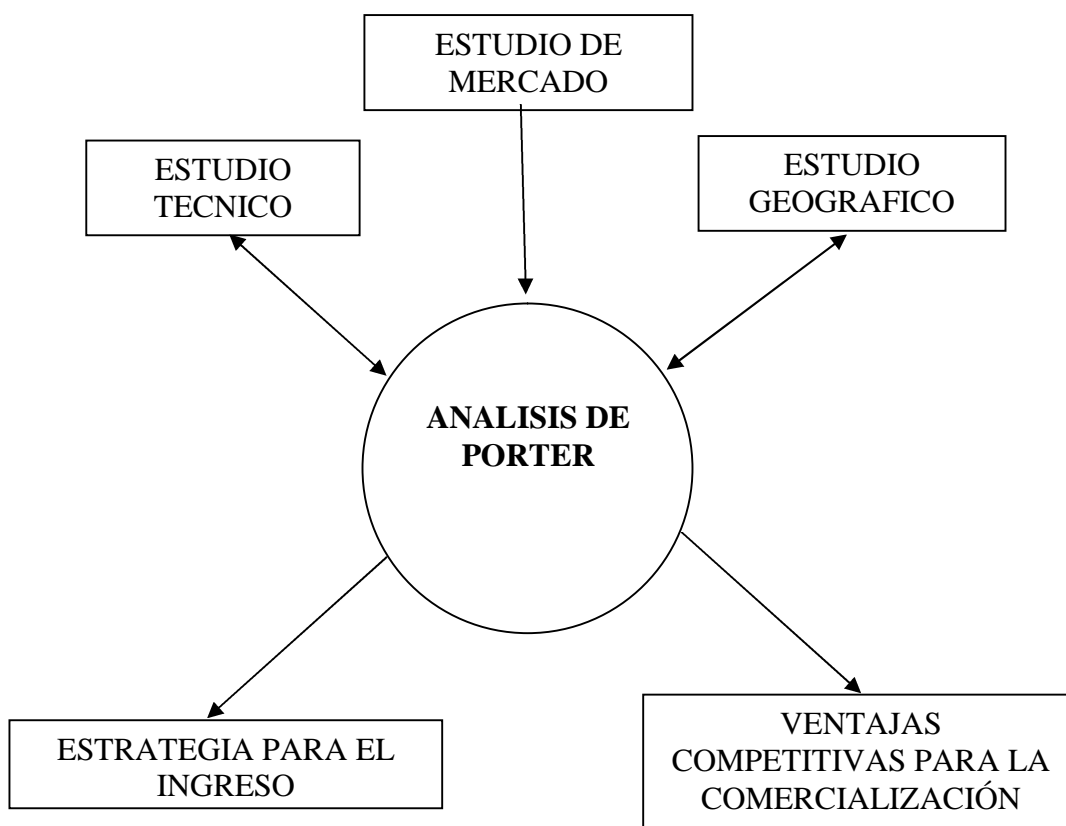 ESTUDIO DE
MERCADO
ESTUDIO
TECNICO
ESTUDIO
GEOGRAFICO
ANALISIS DE
PORTER
ESTRATEGIA PARA EL
INGRESO
VENTAJAS
COMPETITIVAS PARA LA
COMERCIALIZACIÓN